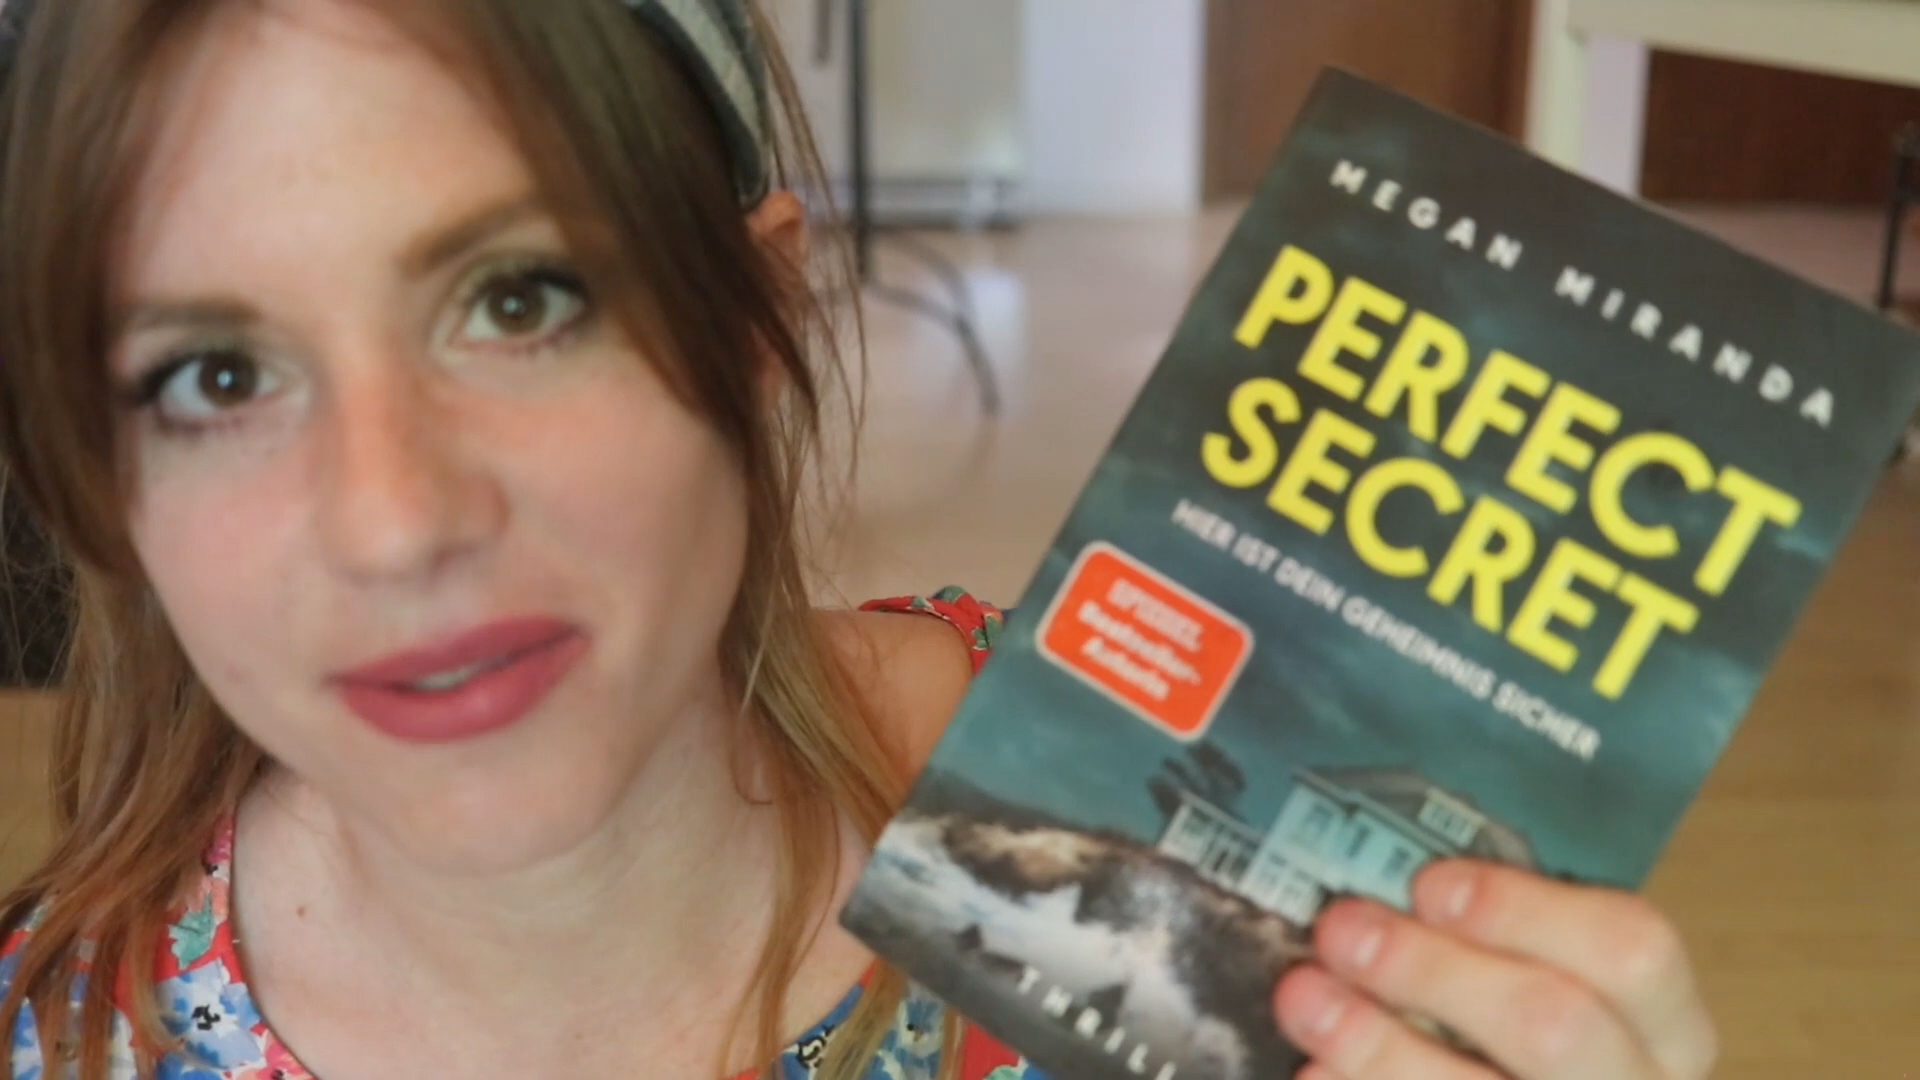 MEGAN MIRANDA
PERFECT
SECRET
HIER IST DEIN GEHEIMNIS SICHER
SPIEGEL
Bestseller-
Autorin
THRILL